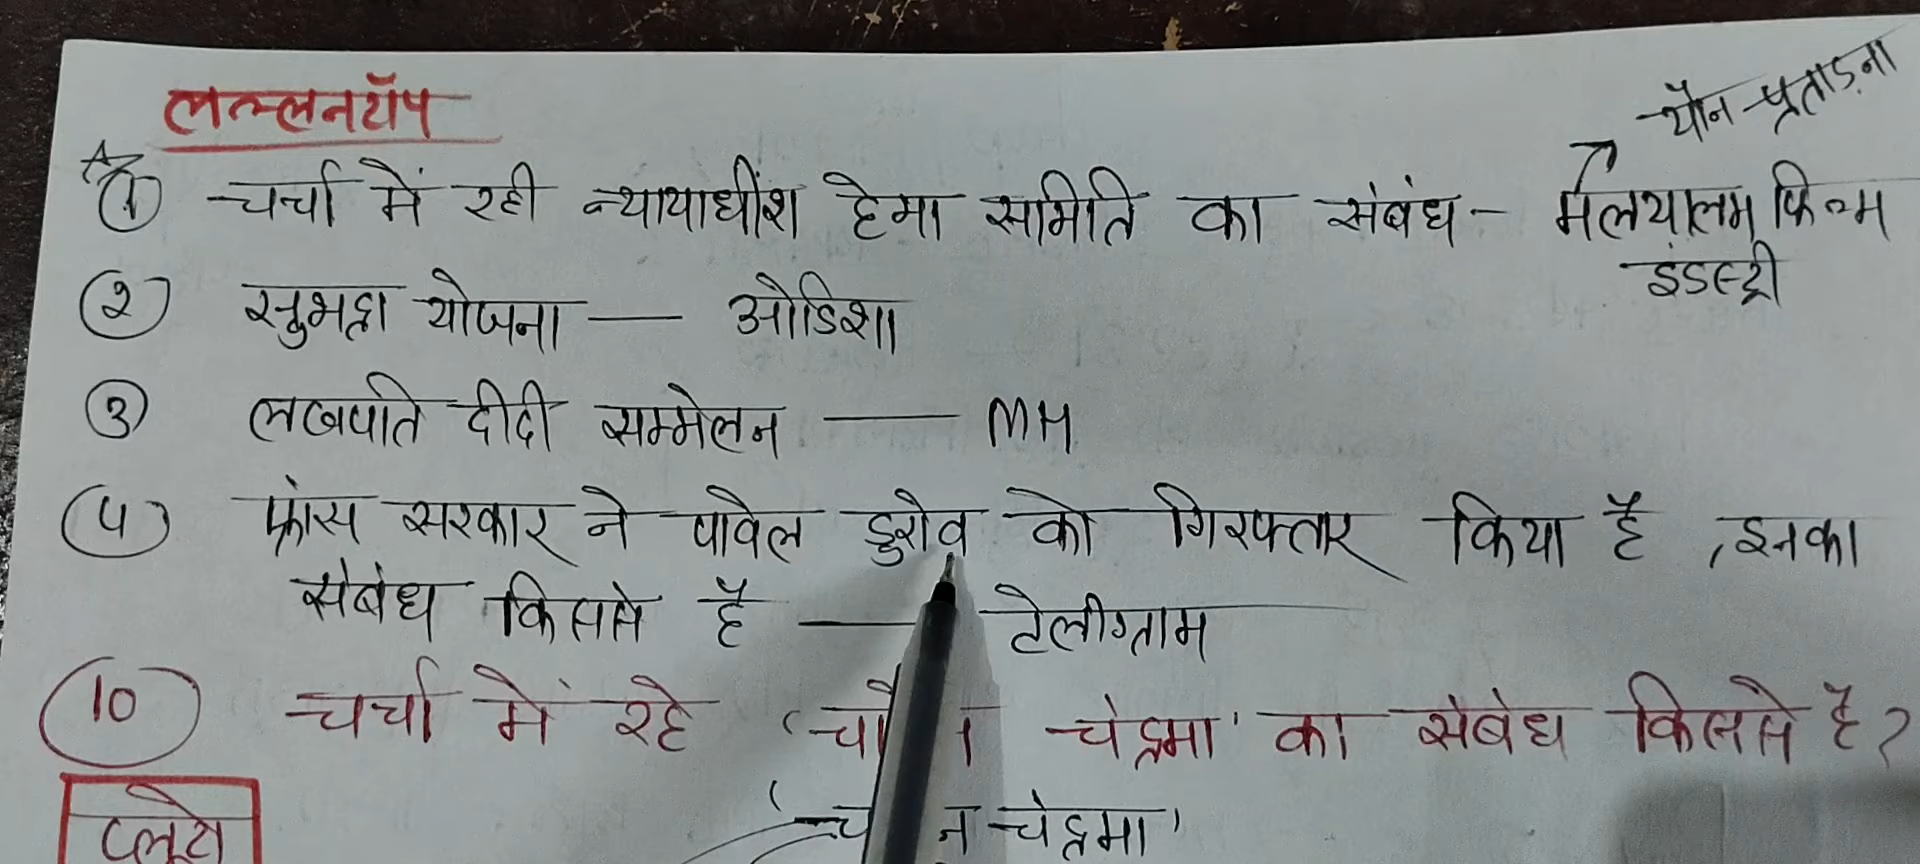 लल्लनटॉप
यौन प्रताड़ना
① चर्चा में रही न्यायाधीश हेमा समिति का संबंध - मलयालम फिल्म
इंडस्ट्री
② सुभद्रा योजना — ओडिशा
③ लखपति दीदी सम्मेलन — MH
④ फ्रांस सरकार ने पावेल डुरोव को गिरफ्तार किया है, इनका
संबंध किससे है — टेलीग्राम
⑩ चर्चा में रहे ' चंद्रमा' का संबंध किससे है?
' चंद्रमा'
प्लूटो